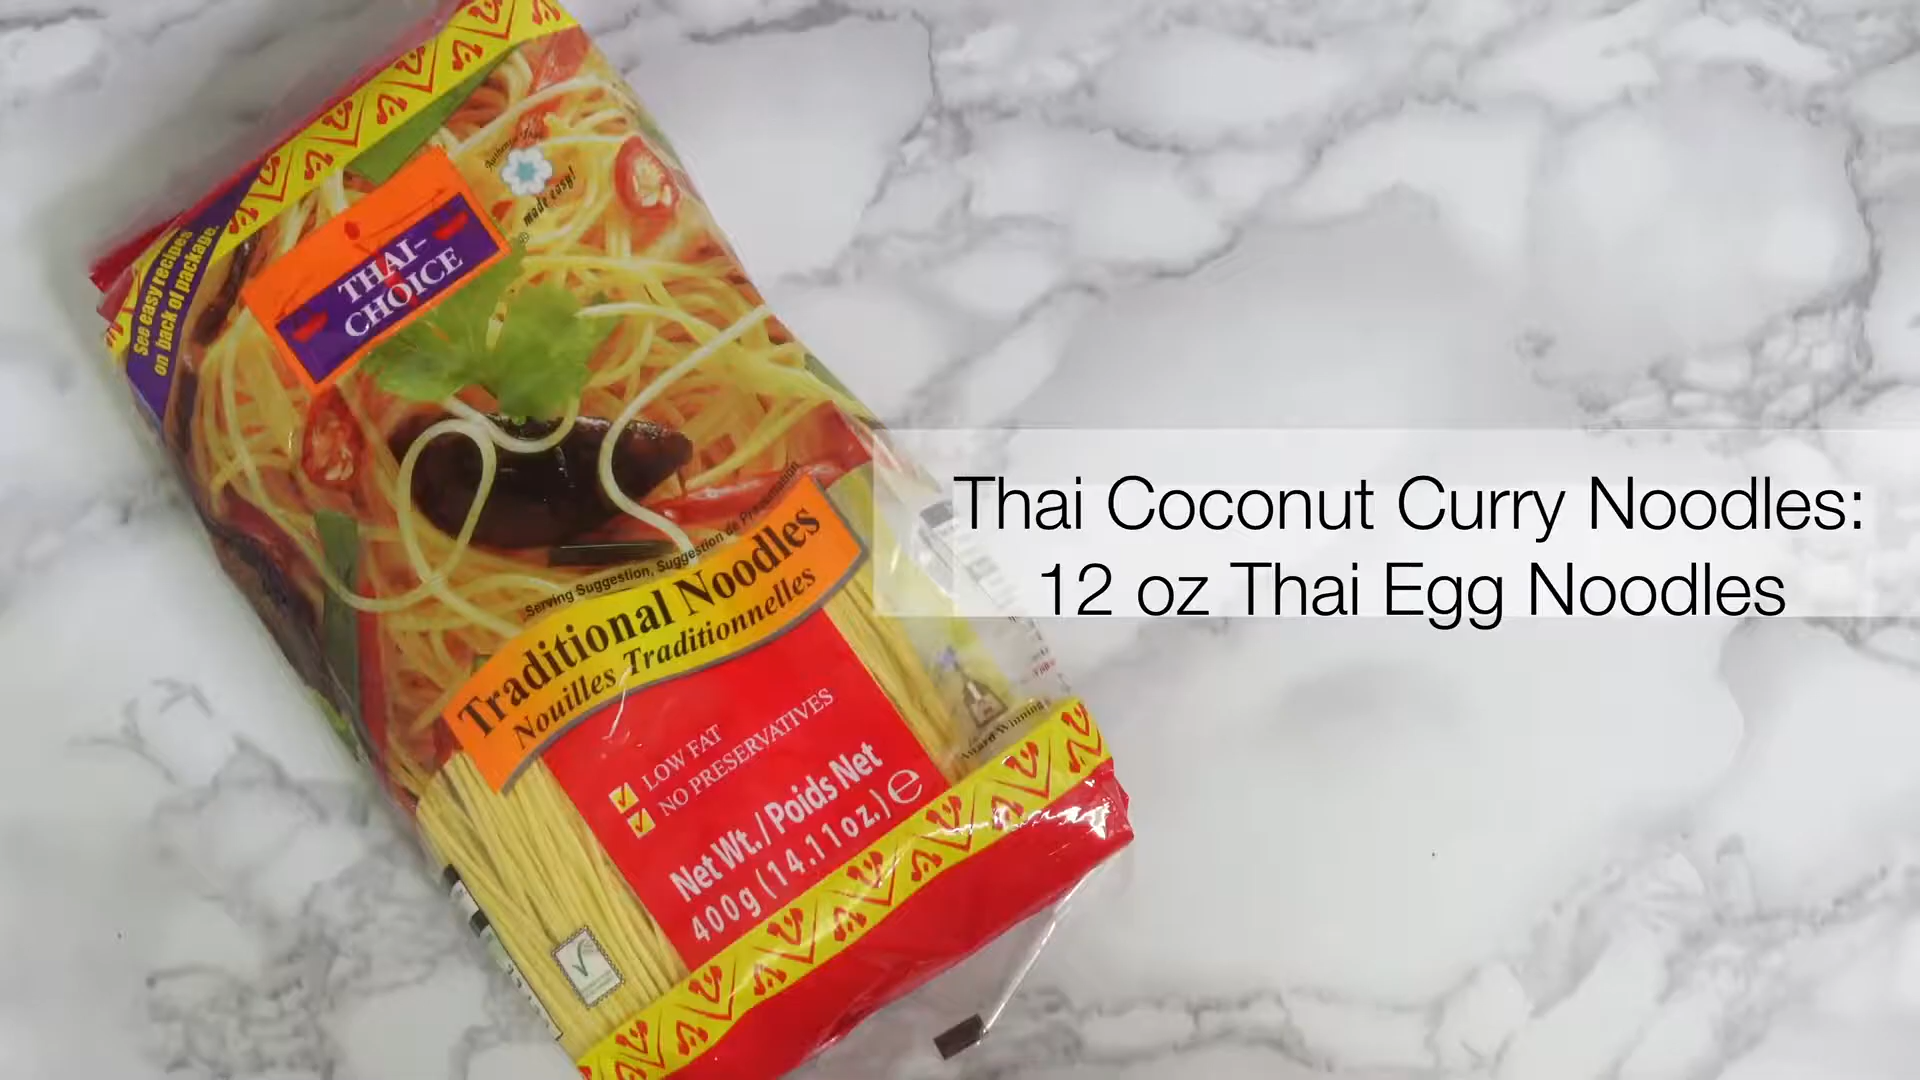 See easy recipes
on back of package.
THAI-
CHOICE
made easy!
Serving Suggestion, Suggestion de Présentation
Traditional Noodles
Nouilles Traditionnelles
LOW FAT
NO PRESERVATIVES
Net Wt./Poids Net
400g (14.11oz.) e
Award Winning
Thai Coconut Curry Noodles:
12 oz Thai Egg Noodles